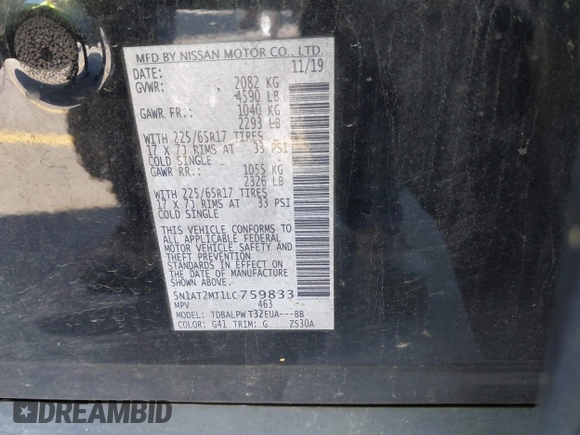 MFD BY NISSAN MOTOR CO., LTD.
DATE: 11/19
GVWR: , 2082 KG
4590 LB
GAWR FR.: 1040 KG
2293 LB
WITH 225/65R17 TIRES
17 X 7J RIMS AT 33 PSI
COLD SINGLE
GAWR RR.: 1055 KG
2326 LB
WITH 225/65R17 TIRES
17 X 7J RIMS AT 33 PSI
COLD SINGLE
THIS VEHICLE CONFORMS TO
ALL APPLICABLE FEDERAL
MOTOR VEHICLE SAFETY AND
THEFT PREVENTION
STANDARDS IN EFFECT ON
THE DATE OF MANUFACTURE
SHOWN ABOVE.
5N1AT2MT1LC759833
MPV 463
MODEL: TDBALPW T32EUA---BB
COLOR: G41 TRIM: G ZS30A
DREAMBID